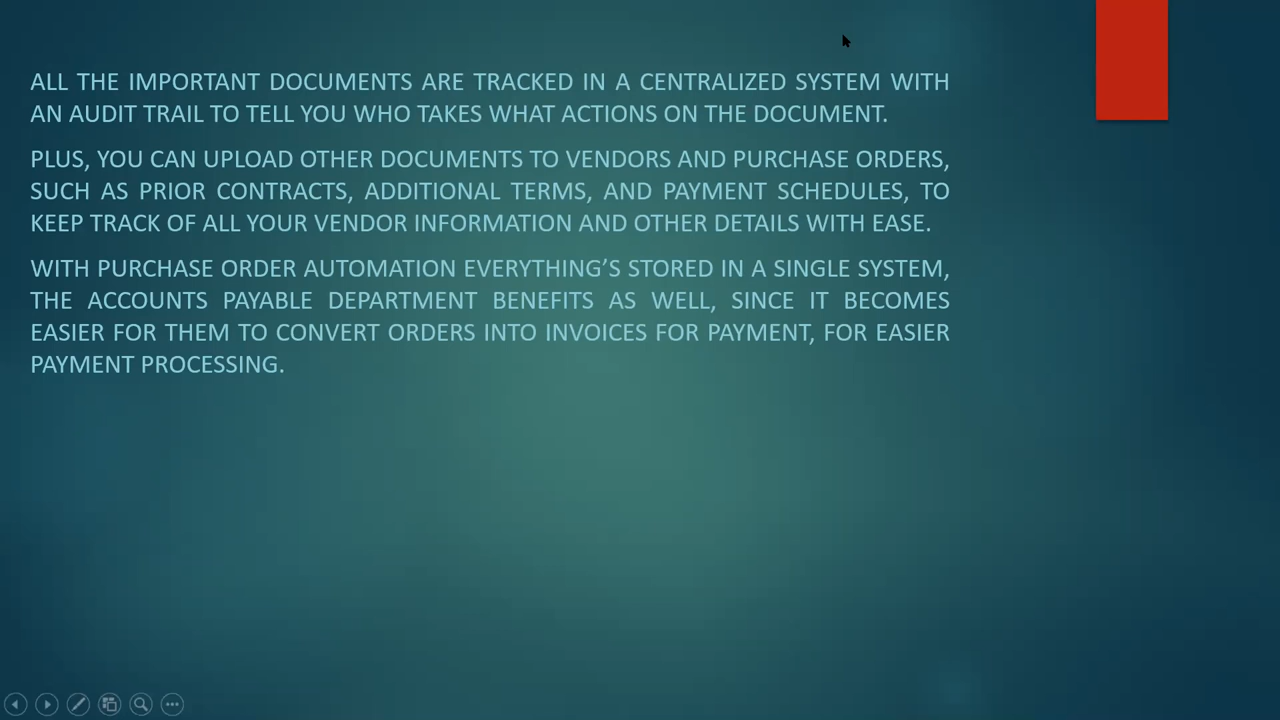 ALL THE IMPORTANT DOCUMENTS ARE TRACKED IN A CENTRALIZED SYSTEM WITH
AN AUDIT TRAIL TO TELL YOU WHO TAKES WHAT ACTIONS ON THE DOCUMENT.
PLUS, YOU CAN UPLOAD OTHER DOCUMENTS TO VENDORS AND PURCHASE ORDERS,
SUCH AS PRIOR CONTRACTS, ADDITIONAL TERMS, AND PAYMENT SCHEDULES, TO
KEEP TRACK OF ALL YOUR VENDOR INFORMATION AND OTHER DETAILS WITH EASE.
WITH PURCHASE ORDER AUTOMATION EVERYTHING’S STORED IN A SINGLE SYSTEM,
THE ACCOUNTS PAYABLE DEPARTMENT BENEFITS AS WELL, SINCE IT BECOMES
EASIER FOR THEM TO CONVERT ORDERS INTO INVOICES FOR PAYMENT, FOR EASIER
PAYMENT PROCESSING.